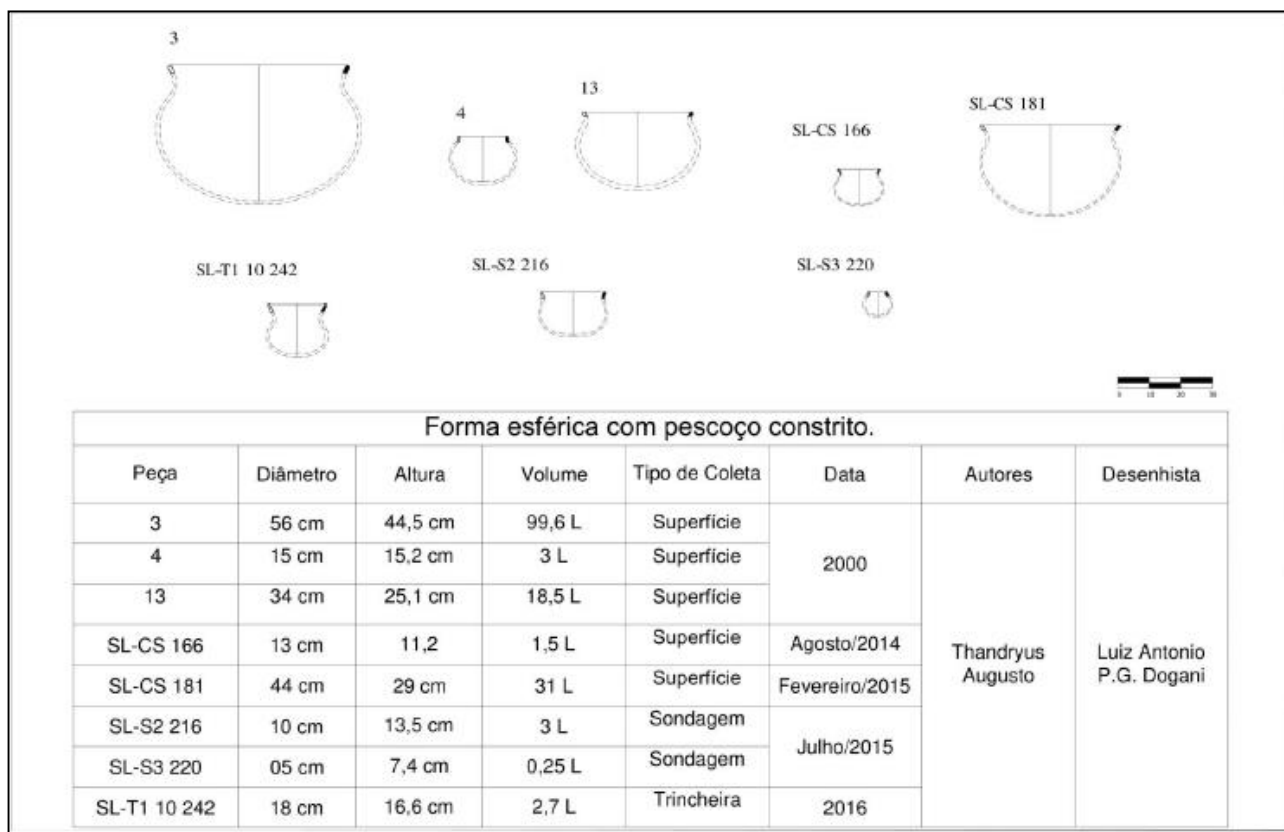 3
4
13
SL-CS 166
SL-CS 181
SL-T1 10 242
SL-S2 216
SL-S3 220
0 10 20 30
Forma esférica com pescoço constrito.
Peça Diâmetro Altura Volume Tipo de Coleta Data Autores Desenhista
3 56 cm 44,5 cm 99,6 L Superfície
4 15 cm 15,2 cm 3 L Superfície 2000
13 34 cm 25,1 cm 18,5 L Superfície
SL-CS 166 13 cm 11,2 1,5 L Superfície Agosto/2014
SL-CS 181 44 cm 29 cm 31 L Superfície Fevereiro/2015
SL-S2 216 10 cm 13,5 cm 3 L Sondagem
SL-S3 220 05 cm 7,4 cm 0,25 L Sondagem Julho/2015
SL-T1 10 242 18 cm 16,6 cm 2,7 L Trincheira 2016
Thandryus
Augusto
Luiz Antonio
P.G. Dogani